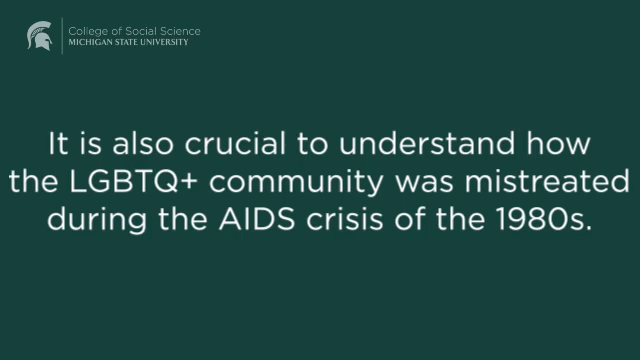 College of Social Science
MICHIGAN STATE UNIVERSITY
It is also crucial to understand how
the LGBTQ+ community was mistreated
during the AIDS crisis of the 1980s.